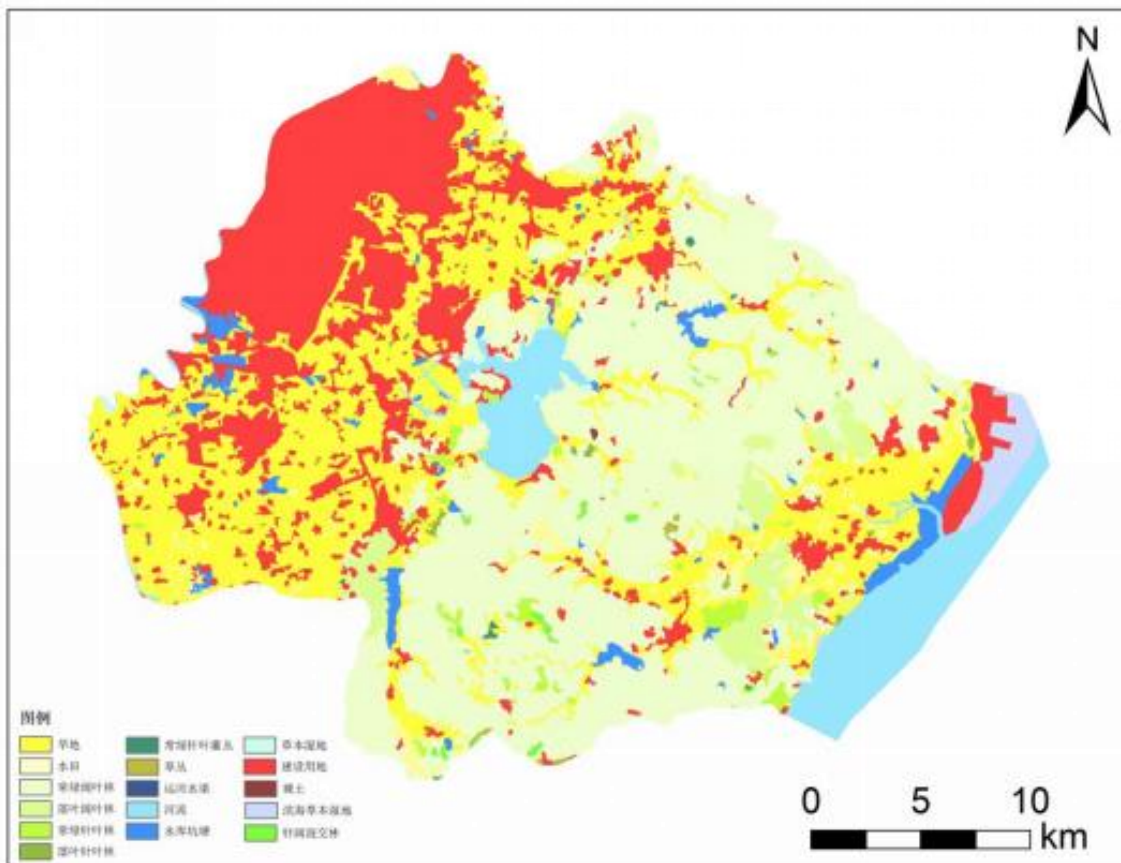 N
图例
旱地
常绿针叶灌丛
草本湿地
水田
草丛
建设用地
常绿阔叶林
运河水渠
裸土
落叶阔叶林
河流
滨海草本湿地
常绿针叶林
水库坑塘
针阔混交林
落叶针叶林
0 5 10
km